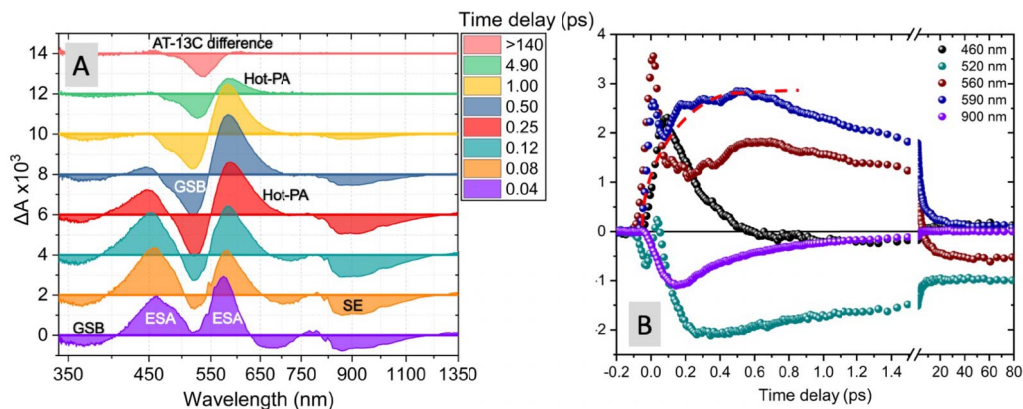 Time delay (ps)
A
AT-13C difference
Hot-PA
GSB
Hot-PA
ESA
ESA
GSB
SE
14
12
10
8
6
4
2
0
ΔA x10³
350 450 550 750 900 1100 1350
Wavelength (nm)
>140
4.90
1.00
0.50
0.25
0.12
0.08
0.04
B
460 nm
520 nm
560 nm
590 nm
900 nm
4
3
2
1
0
-1
-2
-0.2 0.0 0.2 0.4 0.6 0.8 1.0 1.2 1.4 20 40 60 80
Time delay (ps)